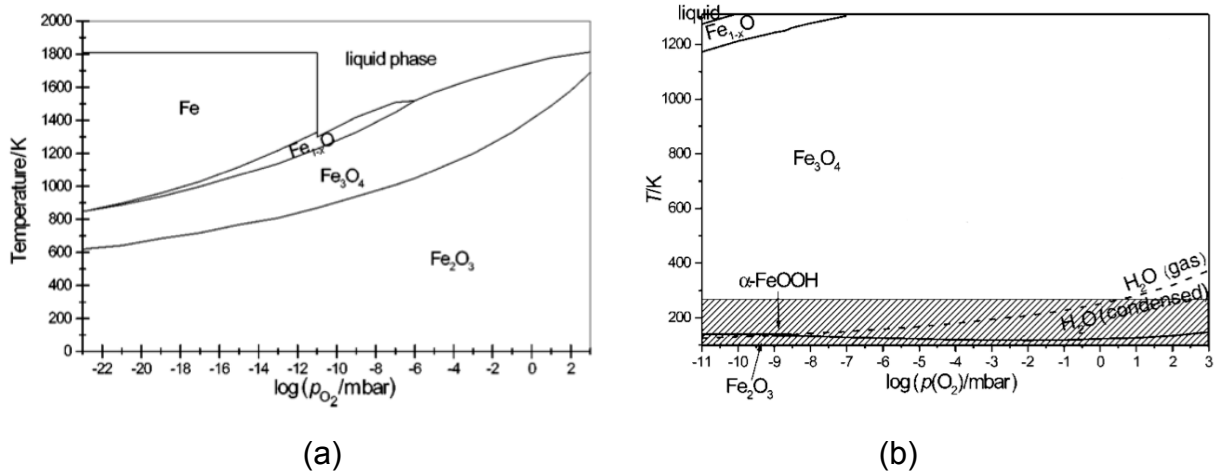 2000
1800
1600
1400
1200
1000
800
600
400
200
0
Temperature/K
liquid phase
Fe
Fe₁₋ₓO
Fe₃O₄
Fe₂O₃
-22 -20 -18 -16 -14 -12 -10 -8 -6 -4 -2 0 2
log(p_O₂/mbar)
(a)
liquid
Fe₁₋ₓO
1200
1000
800
600
400
200
T/K
Fe₃O₄
α-FeOOH
H₂O (gas)
H₂O (condensed)
-11 -10 -9 -8 -7 -6 -5 -4 -3 -2 -1 0 1 2 3
Fe₂O₃
log(p(O₂)/mbar)
(b)